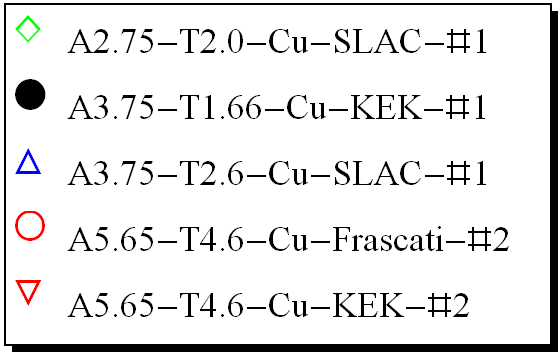 A2.75−T2.0−Cu−SLAC−#1
A3.75−T1.66−Cu−KEK−#1
A3.75−T2.6−Cu−SLAC−#1
A5.65−T4.6−Cu−Frascati−#2
A5.65−T4.6−Cu−KEK−#2